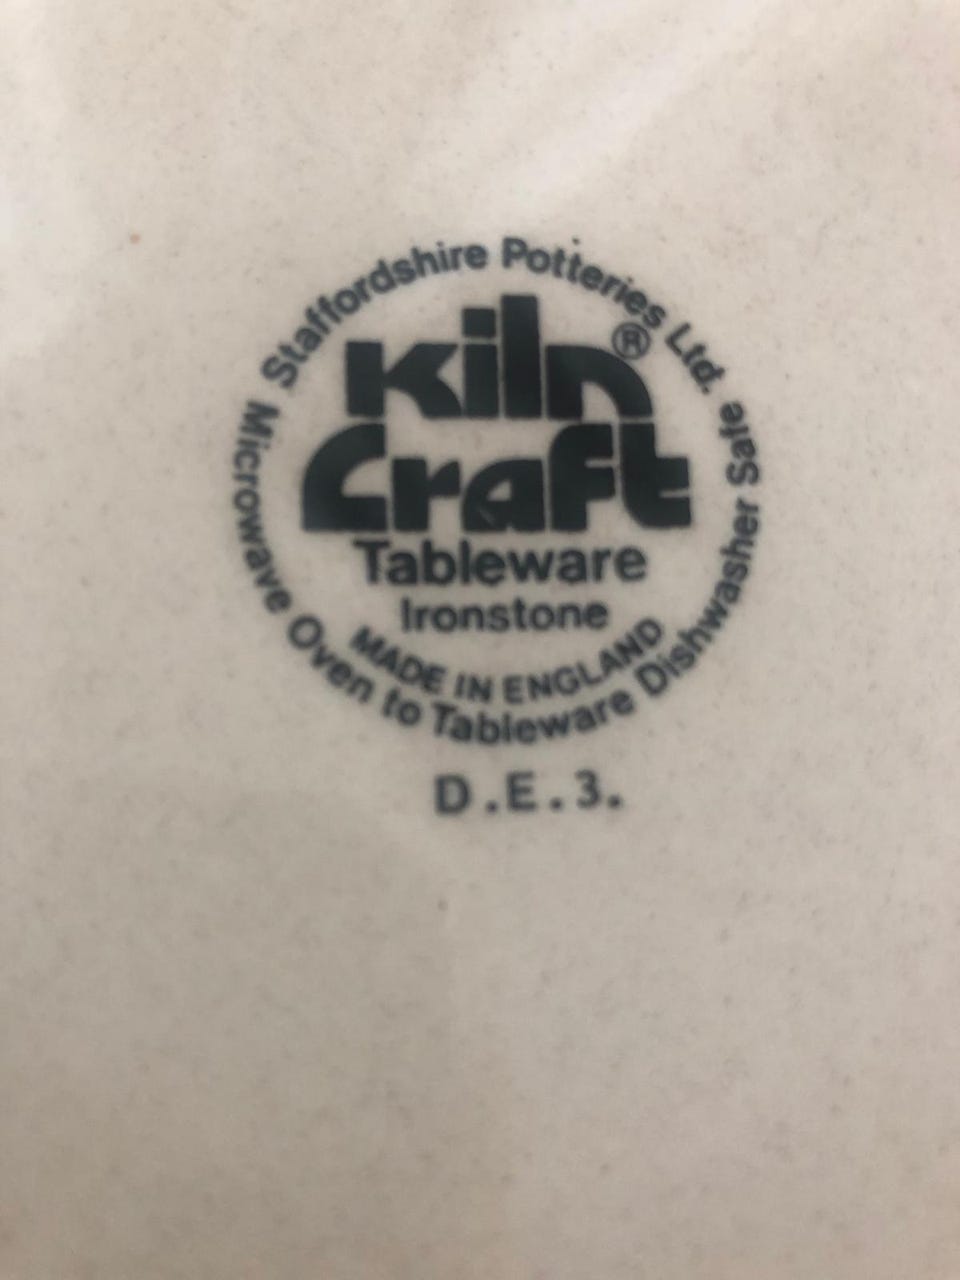 Staffordshire Potteries Ltd.
Kiln®
Craft
Tableware
Ironstone
MADE IN ENGLAND
Microwave Oven to Tableware Dishwasher Safe
D.E.3.